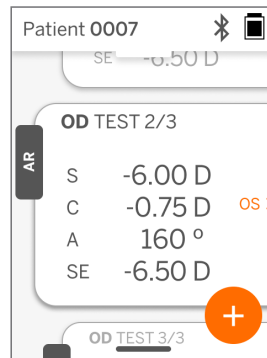 Patient 0007
SE -6.50 D
OD TEST 2/3
AR
S -6.00 D
C -0.75 D
OS
A 160 º
SE -6.50 D
+
OD TEST 3/3